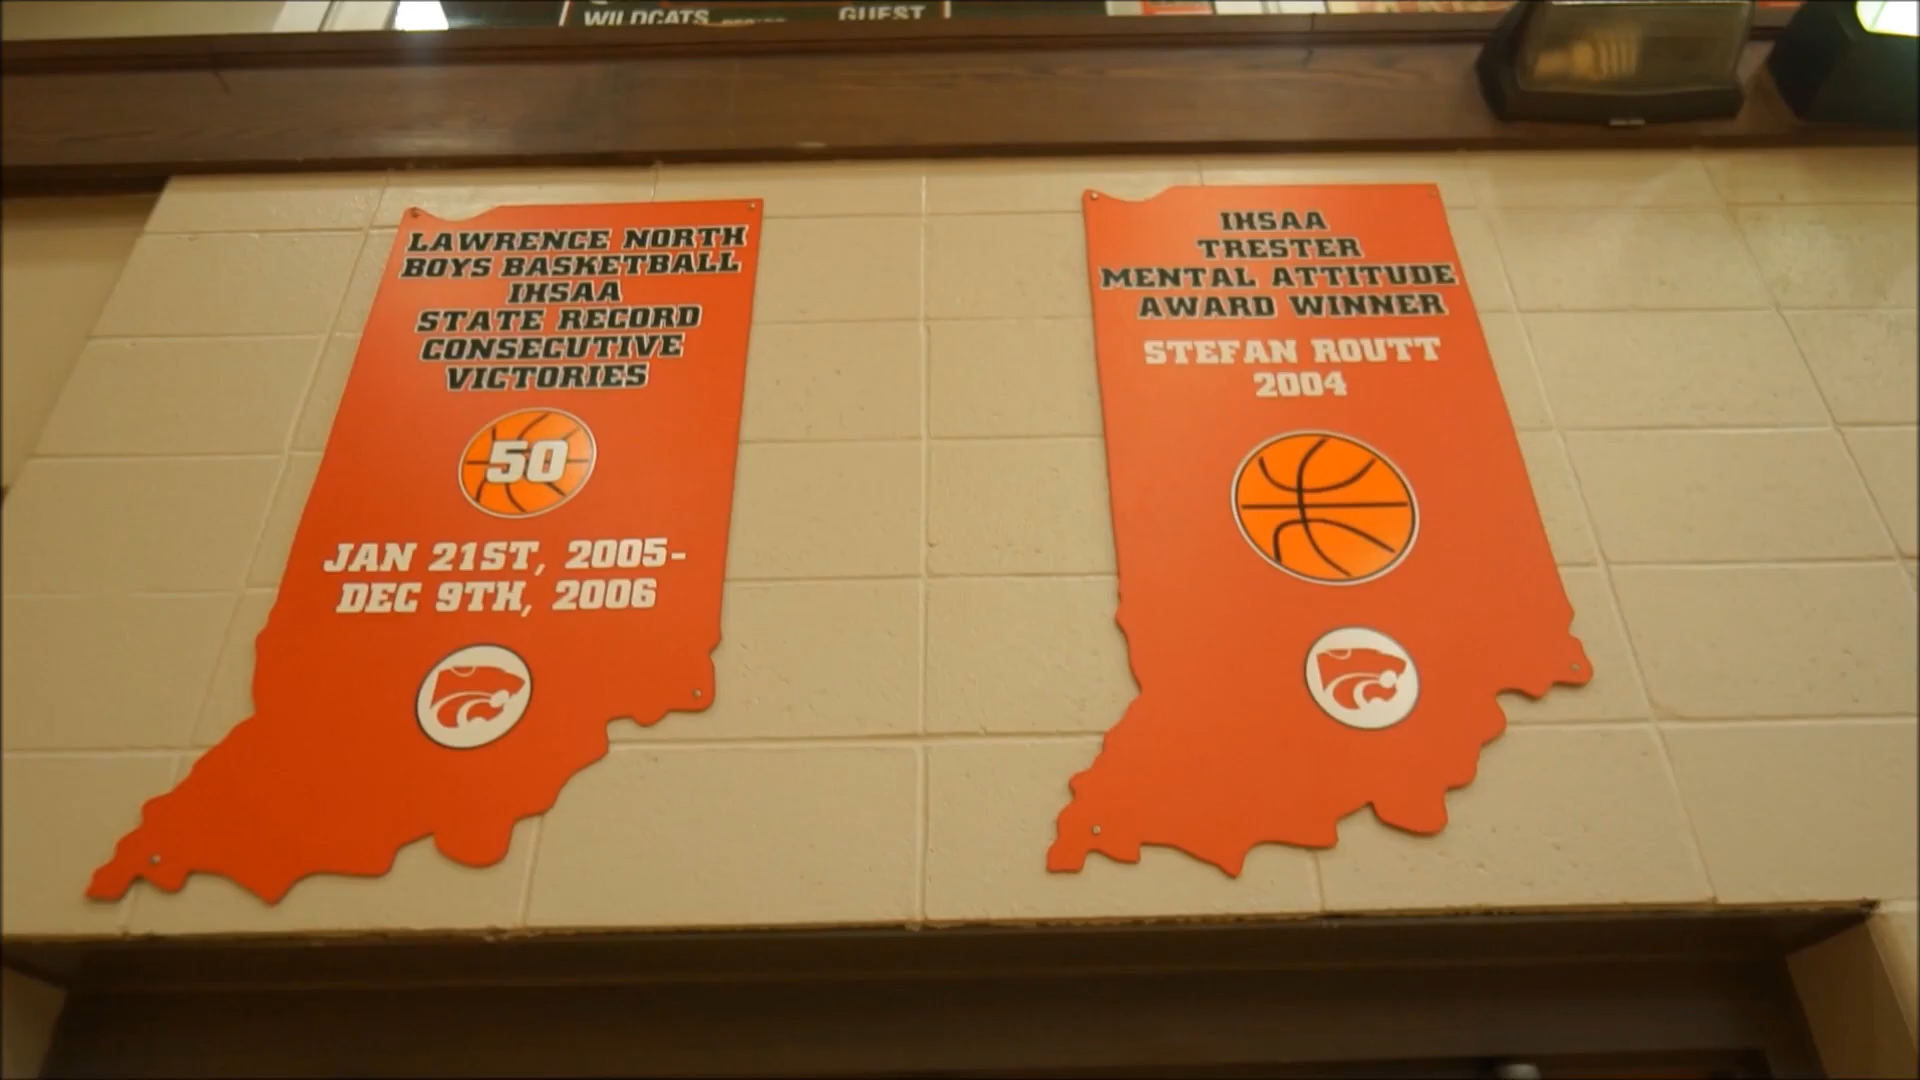 WILDCATS
GUEST
LAWRENCE NORTH
BOYS BASKETBALL
IHSAA
STATE RECORD
CONSECUTIVE
VICTORIES
50
JAN 21ST, 2005-
DEC 9TH, 2006
IHSAA
TRESTER
MENTAL ATTITUDE
AWARD WINNER
STEFAN ROUTT
2004